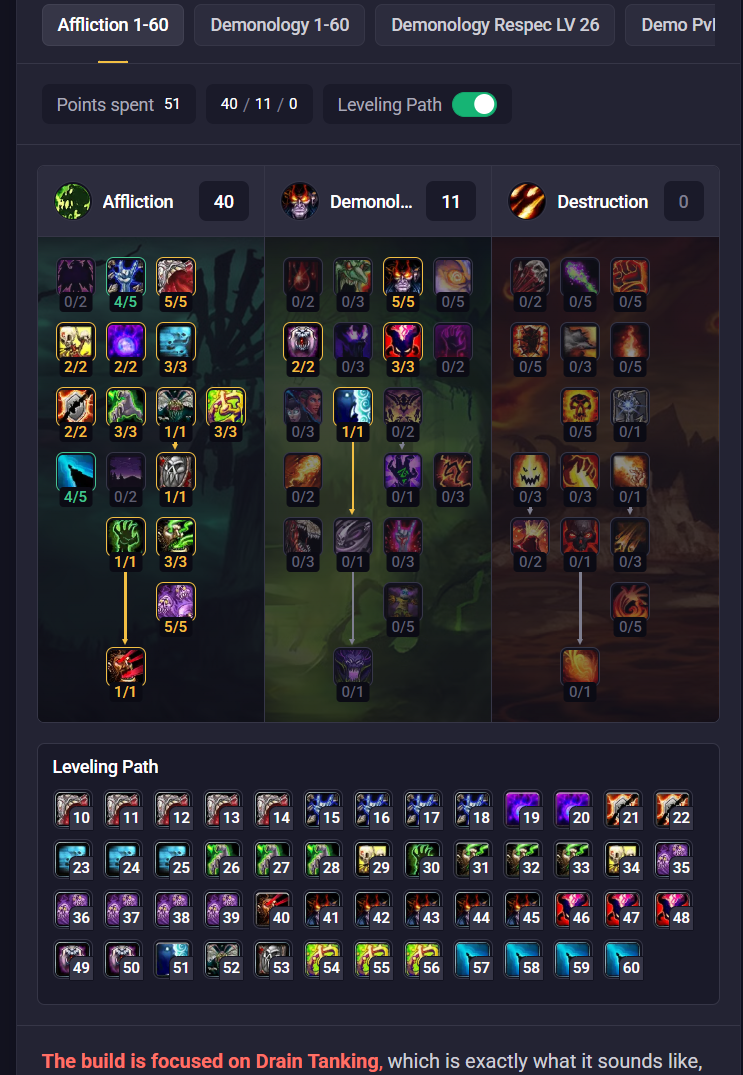 Affliction 1-60 Demonology 1-60 Demonology Respec LV 26 Demo PvI
Points spent 51 40 / 11 / 0 Leveling Path
Affliction 40 Demonol... 11 Destruction 0
0/2 4/5 5/5 0/2 0/3 5/5 0/5 0/2 0/5 0/5
2/2 2/2 3/3 2/2 0/3 3/3 0/2 0/5 0/3 0/5
2/2 3/3 1/1 3/3 0/3 1/1 0/2 0/5 0/1
4/5 0/2 1/1 0/2 0/1 0/3 0/3 0/3 0/1
1/1 3/3 0/3 0/1 0/3 0/2 0/1 0/3
5/5 0/5 0/5
1/1 0/1 0/1
Leveling Path
10 11 12 13 14 15 16 17 18 19 20 21 22
23 24 25 26 27 28 29 30 31 32 33 34 35
36 37 38 39 40 41 42 43 44 45 46 47 48
49 50 51 52 53 54 55 56 57 58 59 60
The build is focused on Drain Tanking, which is exactly what it sounds like,